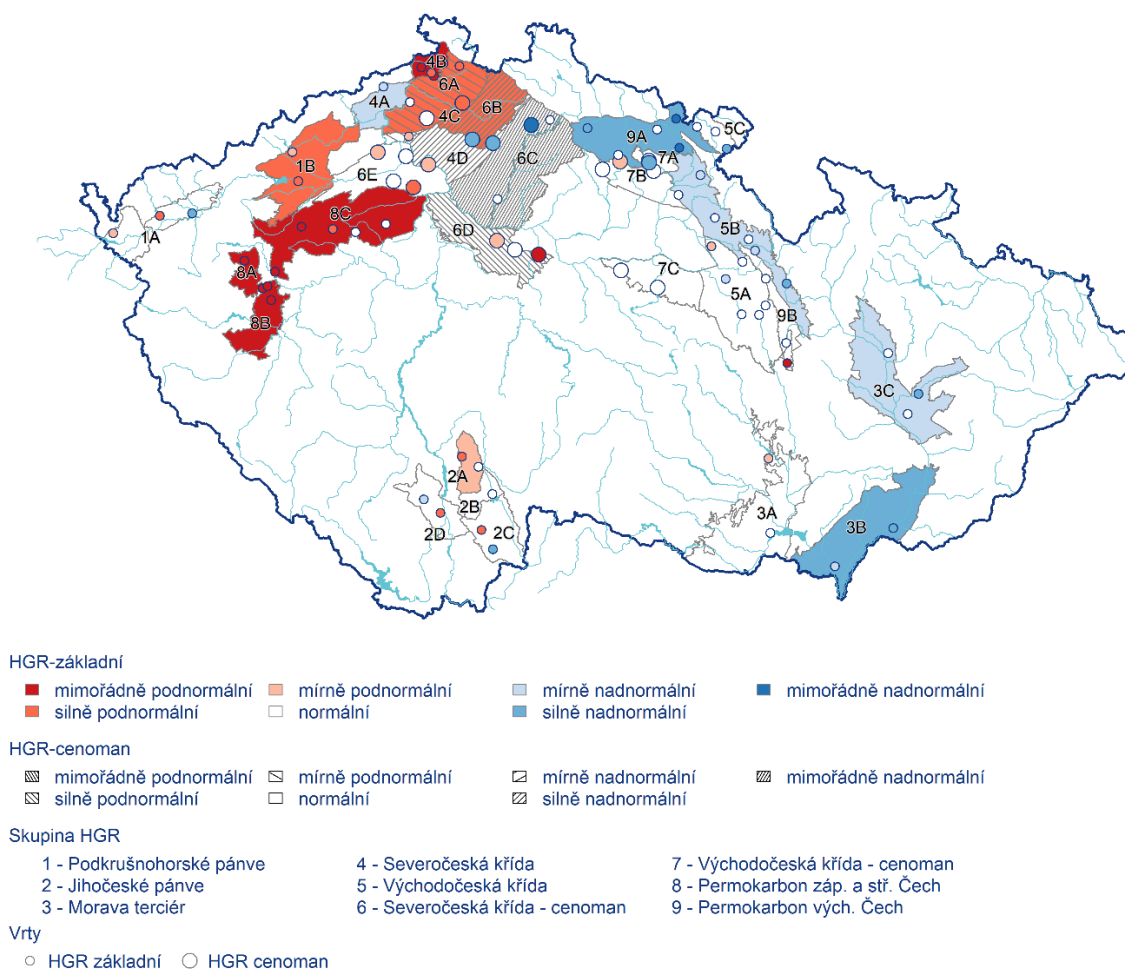 4B
6A
4A
6B
4C
5C
9A
7A
4D
6C
1B
7B
6E
8C
5B
6D
1A
8A
7C
5A
9B
8B
3C
2A
2B
3A
2D
2C
3B
HGR-základní
mimořádně podnormální mírně podnormální mírně nadnormální mimořádně nadnormální
silně podnormální normální silně nadnormální
HGR-cenoman
mimořádně podnormální mírně podnormální mírně nadnormální mimořádně nadnormální
silně podnormální normální silně nadnormální
Skupina HGR
1 - Podkrušnohorské pánve 4 - Severočeská křída 7 - Východočeská křída - cenoman
2 - Jihočeské pánve 5 - Východočeská křída 8 - Permokarbon záp. a stř. Čech
3 - Morava terciér 6 - Severočeská křída - cenoman 9 - Permokarbon vých. Čech
Vrty
HGR základní HGR cenoman